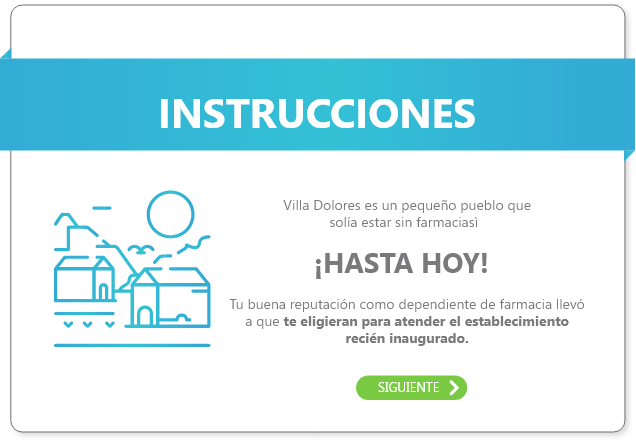 INSTRUCCIONES
Villa Dolores es un pequeño pueblo que
solía estar sin farmaciasì
¡HASTA HOY!
Tu buena reputación como dependiente de farmacia llevó
a que te eligieran para atender el establecimiento
recién inaugurado.
SIGUIENTE